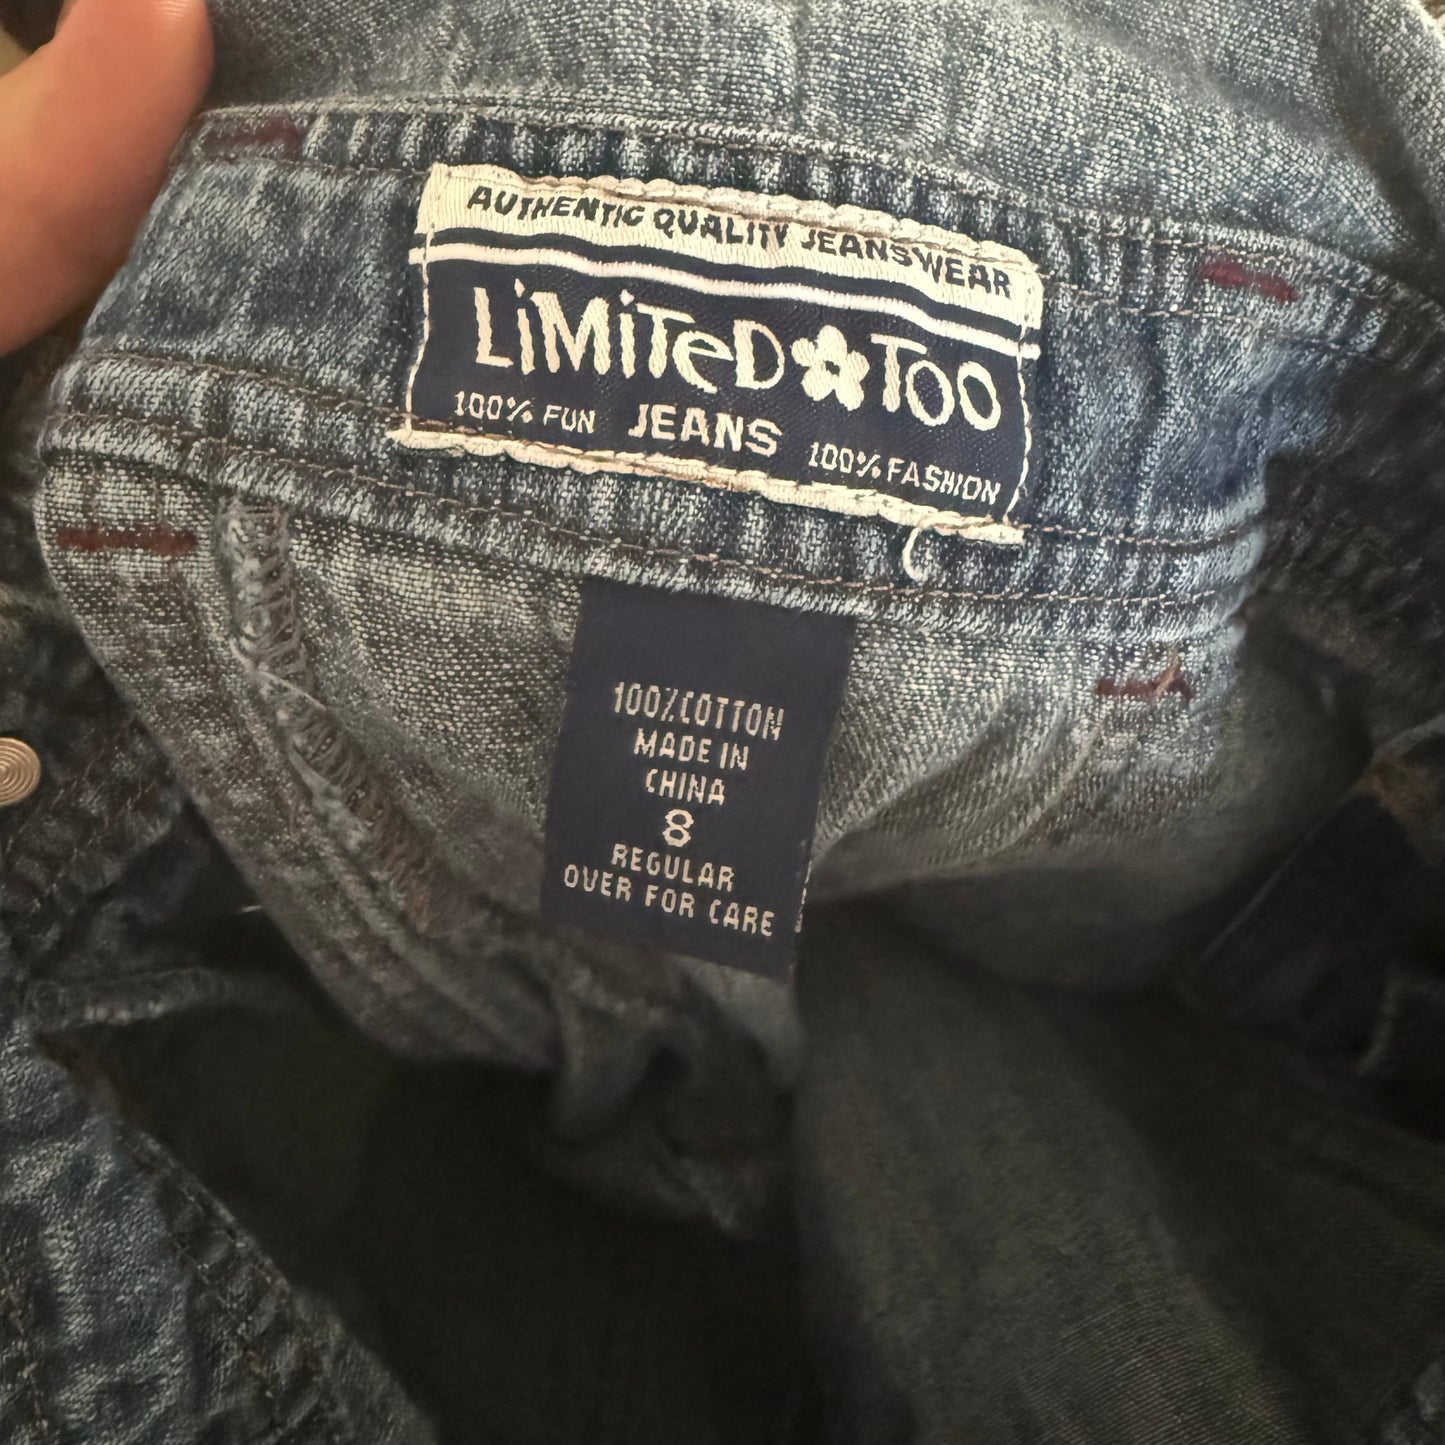 AUTHENTIC QUALITY JEANSWEAR
LiMiTeD TOO
100% FUN JEANS 100% FASHION
100% COTTON
MADE IN
CHINA
8
REGULAR
OVER FOR CARE